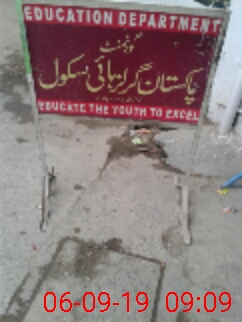 EDUCATION DEPARTMENT
گورنمنٹ
پاکستان گرلز ہائی سکول
EDUCATE THE YOUTH TO EXCEL
06-09-19 09:09